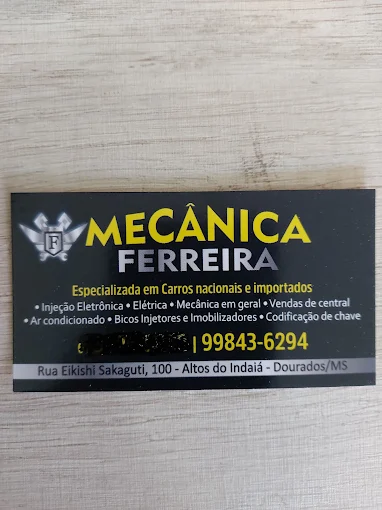 F
MECÂNICA
FERREIRA
Especializada em Carros nacionais e importados
• Injeção Eletrônica • Elétrica • Mecânica em geral • Vendas de central
• Ar condicionado • Bicos Injetores e Imobilizadores • Codificação de chave
| 99843-6294
Rua Eikishi Sakaguti, 100 - Altos do Indaiá - Dourados/MS